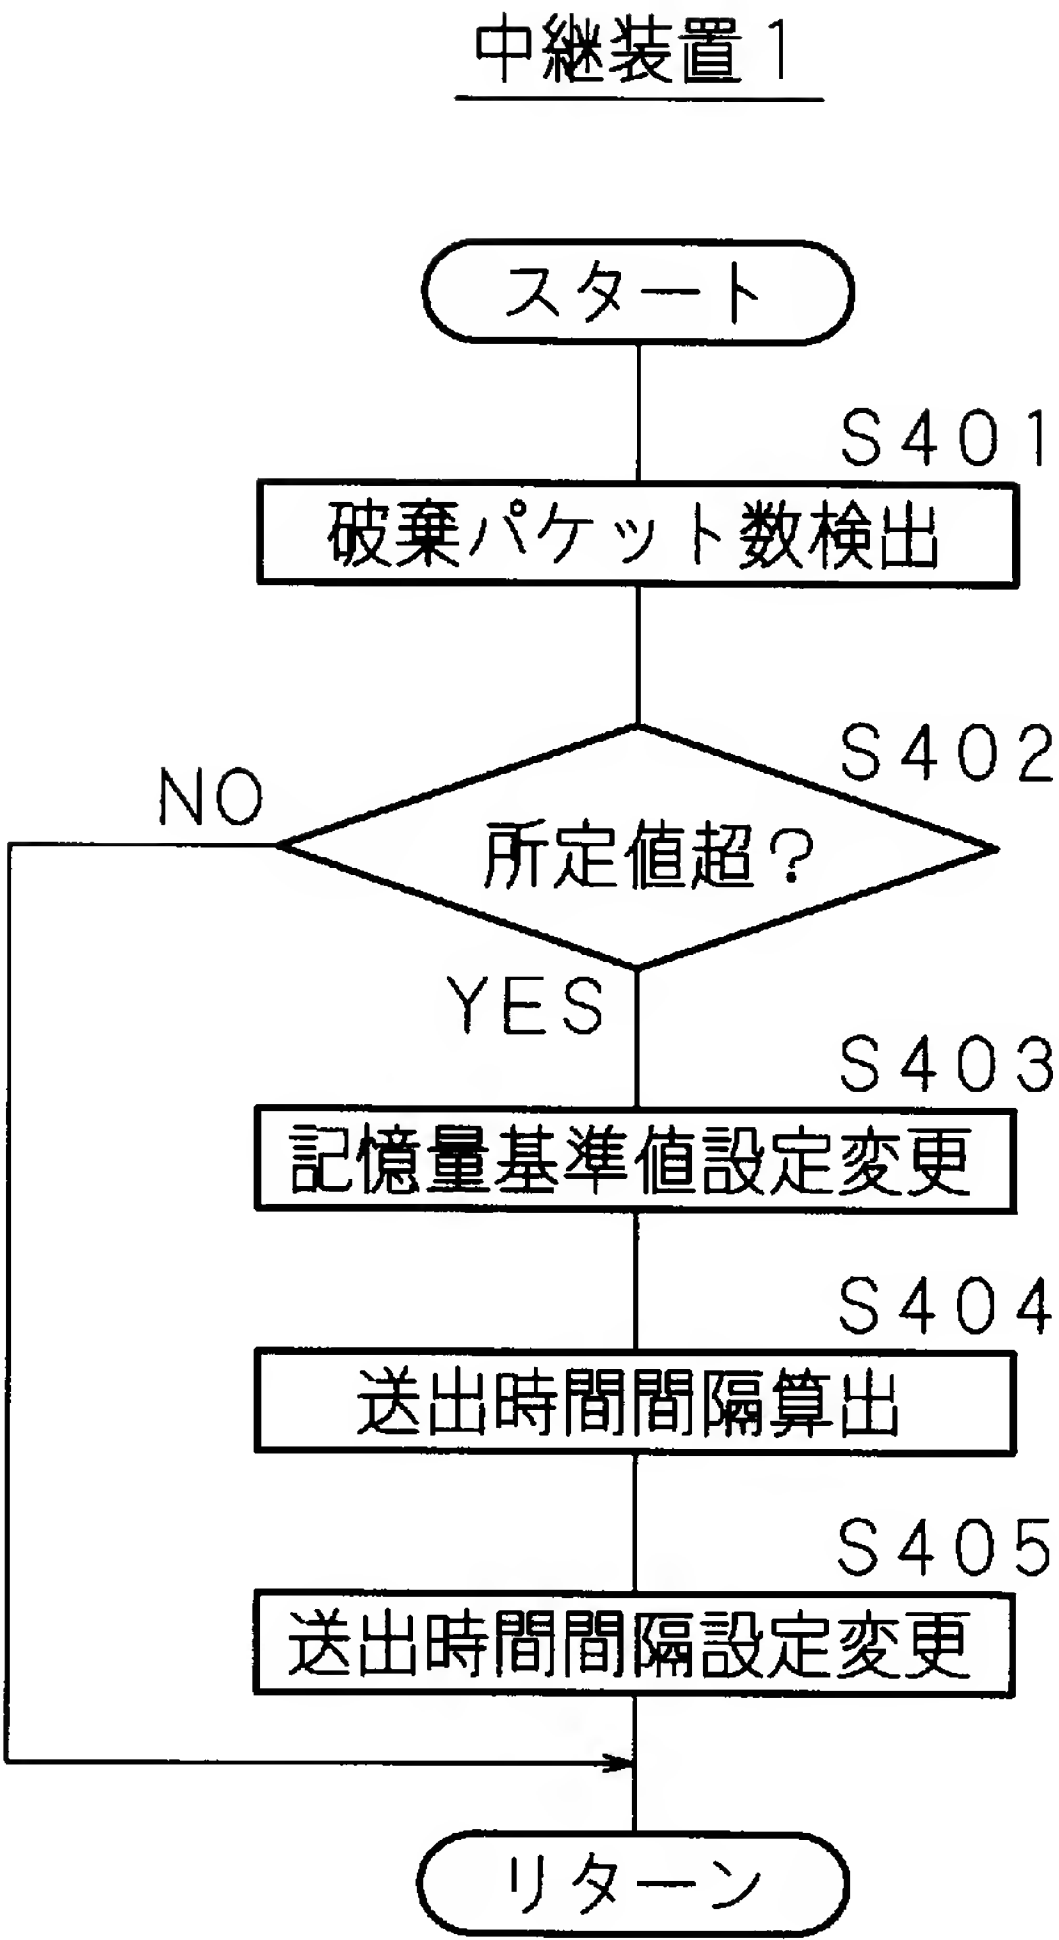 中継装置1
スタート
S401
破棄パケット数検出
S402
NO
所定値超?
YES
S403
記憶量基準値設定変更
S404
送出時間間隔算出
S405
送出時間間隔設定変更
リターン